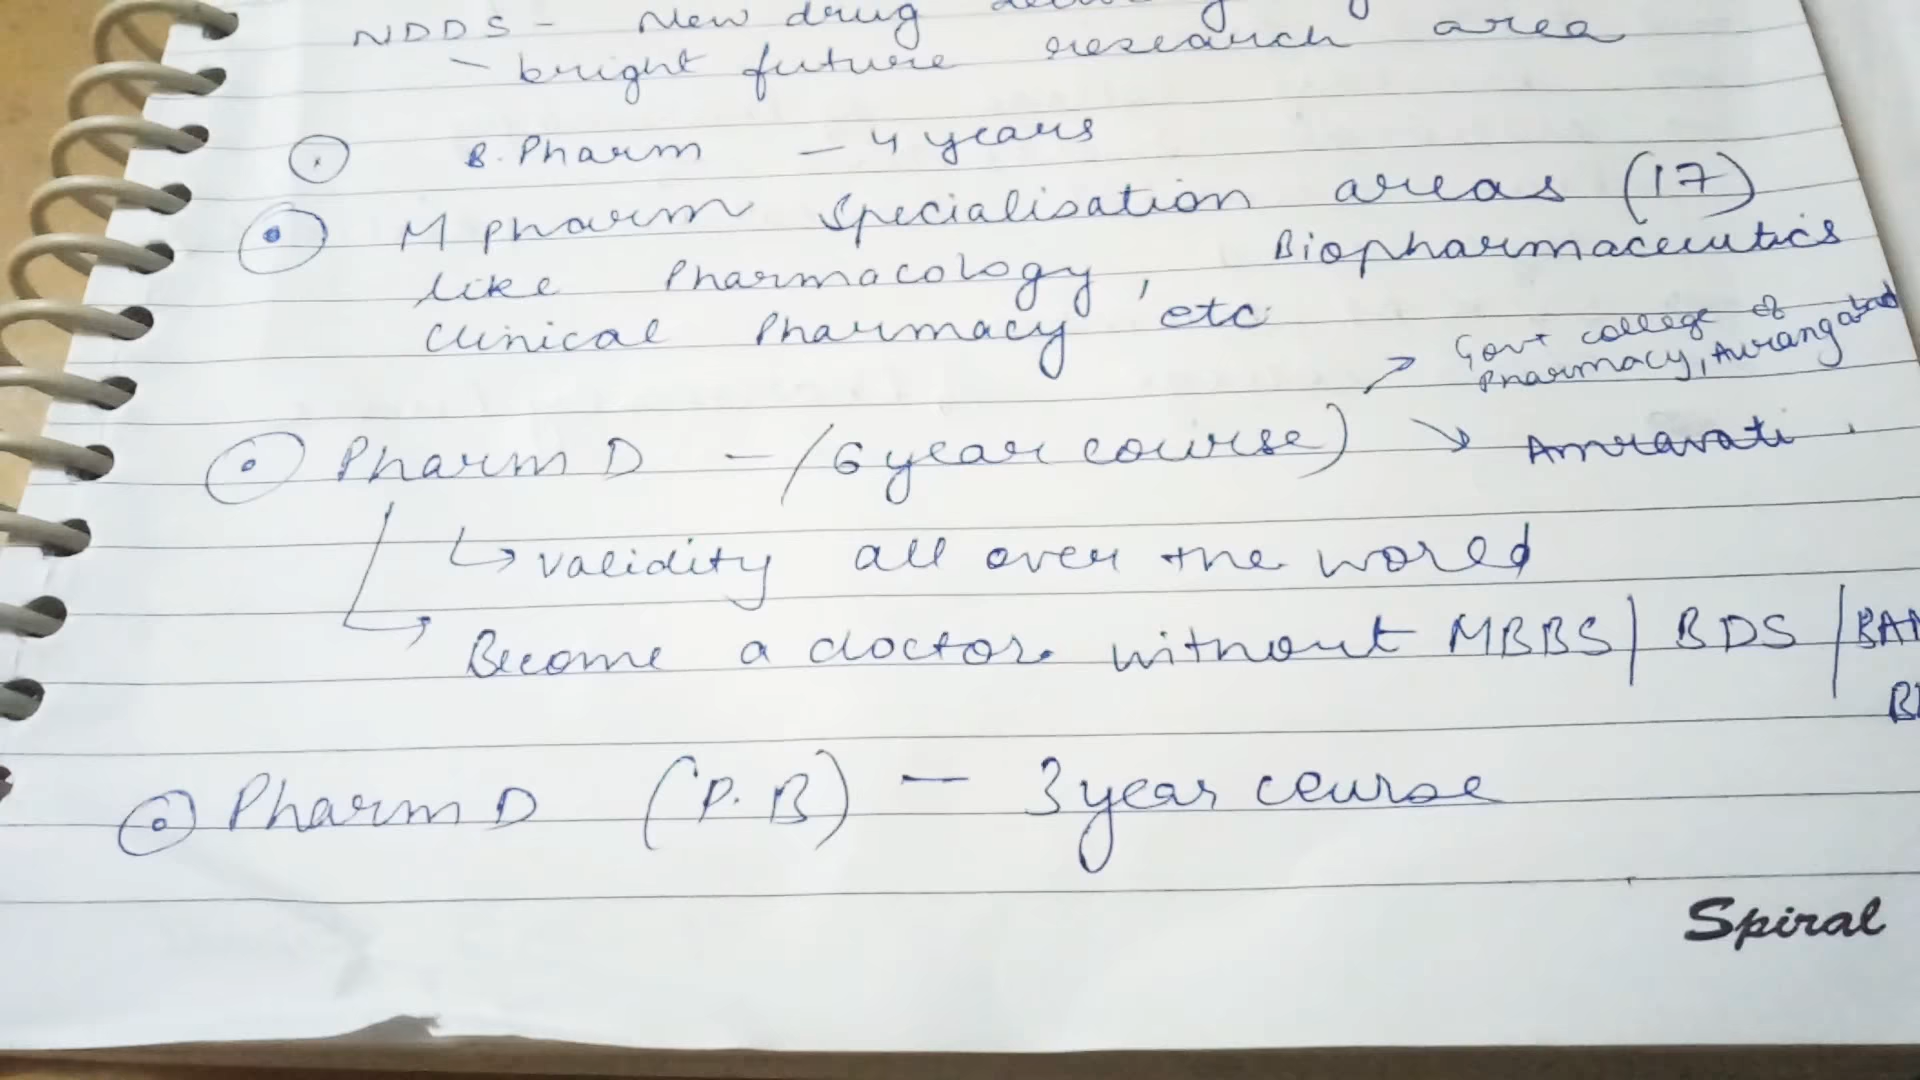 NDDS - New drug
- bright future research area
B. Pharm - 4 years
M pharm specialisation areas (17)
like Pharmacology, Biopharmaceutics
Clinical Pharmacy, etc
Govt college of
Pharmacy, Aurangabad
Pharm D - (6 year course)
Amravati
↳ validity all over the world
↳ Become a doctor without MBBS | BDS |
Pharm D (P.B) - 3 year course
Spiral